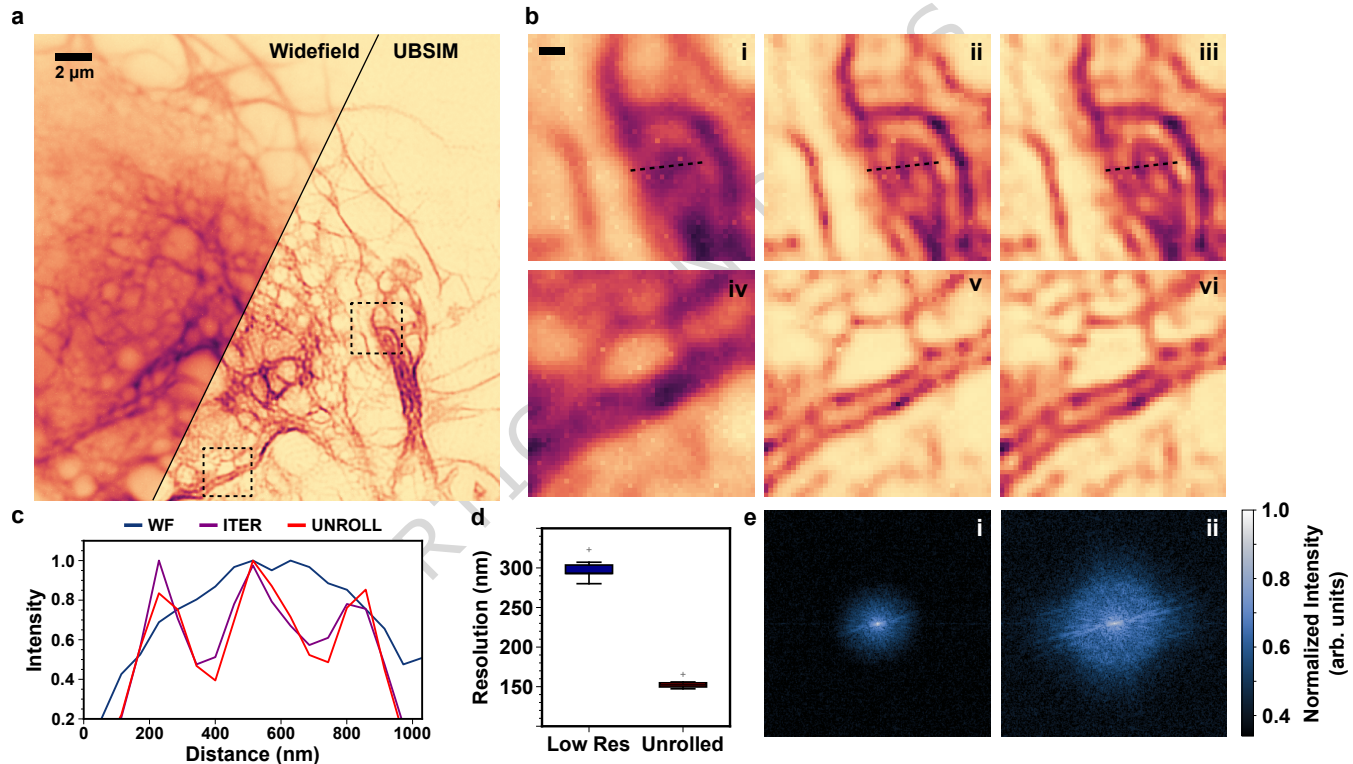 a
Widefield
UBSIM
2 µm
b
i
ii
iii
iv
v
vi
c
WF
ITER
UNROLL
Intensity
1.0
0.8
0.6
0.4
0.2
0
200
400
600
800
1000
Distance (nm)
d
Resolution (nm)
300
250
200
150
Low Res
Unrolled
e
i
ii
1.0
0.8
0.6
0.4
Normalized Intensity
(arb. units)